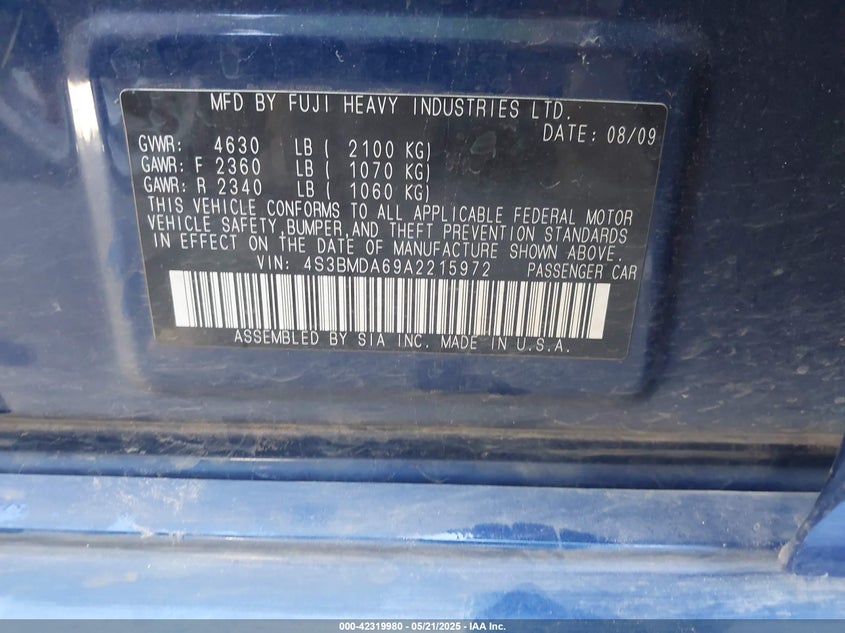 MFD BY FUJI HEAVY INDUSTRIES LTD.
DATE: 08/09
GVWR: 4630 LB ( 2100 KG)
GAWR: F 2360 LB ( 1070 KG)
GAWR: R 2340 LB ( 1060 KG)
THIS VEHICLE CONFORMS TO ALL APPLICABLE FEDERAL MOTOR
VEHICLE SAFETY, BUMPER, AND THEFT PREVENTION STANDARDS
IN EFFECT ON THE DATE OF MANUFACTURE SHOWN ABOVE.
VIN: 4S3BMDA69A2215972 PASSENGER CAR
ASSEMBLED BY SIA INC. MADE IN U.S.A.
000-42319980 - 05/21/2025 - IAA Inc.